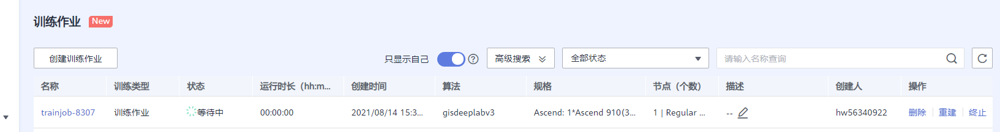 训练作业 New
创建训练作业 只显示自己 ? 高级搜索 全部状态 请输入名称查询
名称 训练类型 状态 运行时长（hh:m... 创建时间 算法 规格 节点（个数） 描述 创建人 操作
trainjob-8307 训练作业 等待中 00:00:00 2021/08/14 15:3... gisdeeplabv3 Ascend: 1*Ascend 910(3... 1 | Regular ... -- hw56340922 删除 重建 终止